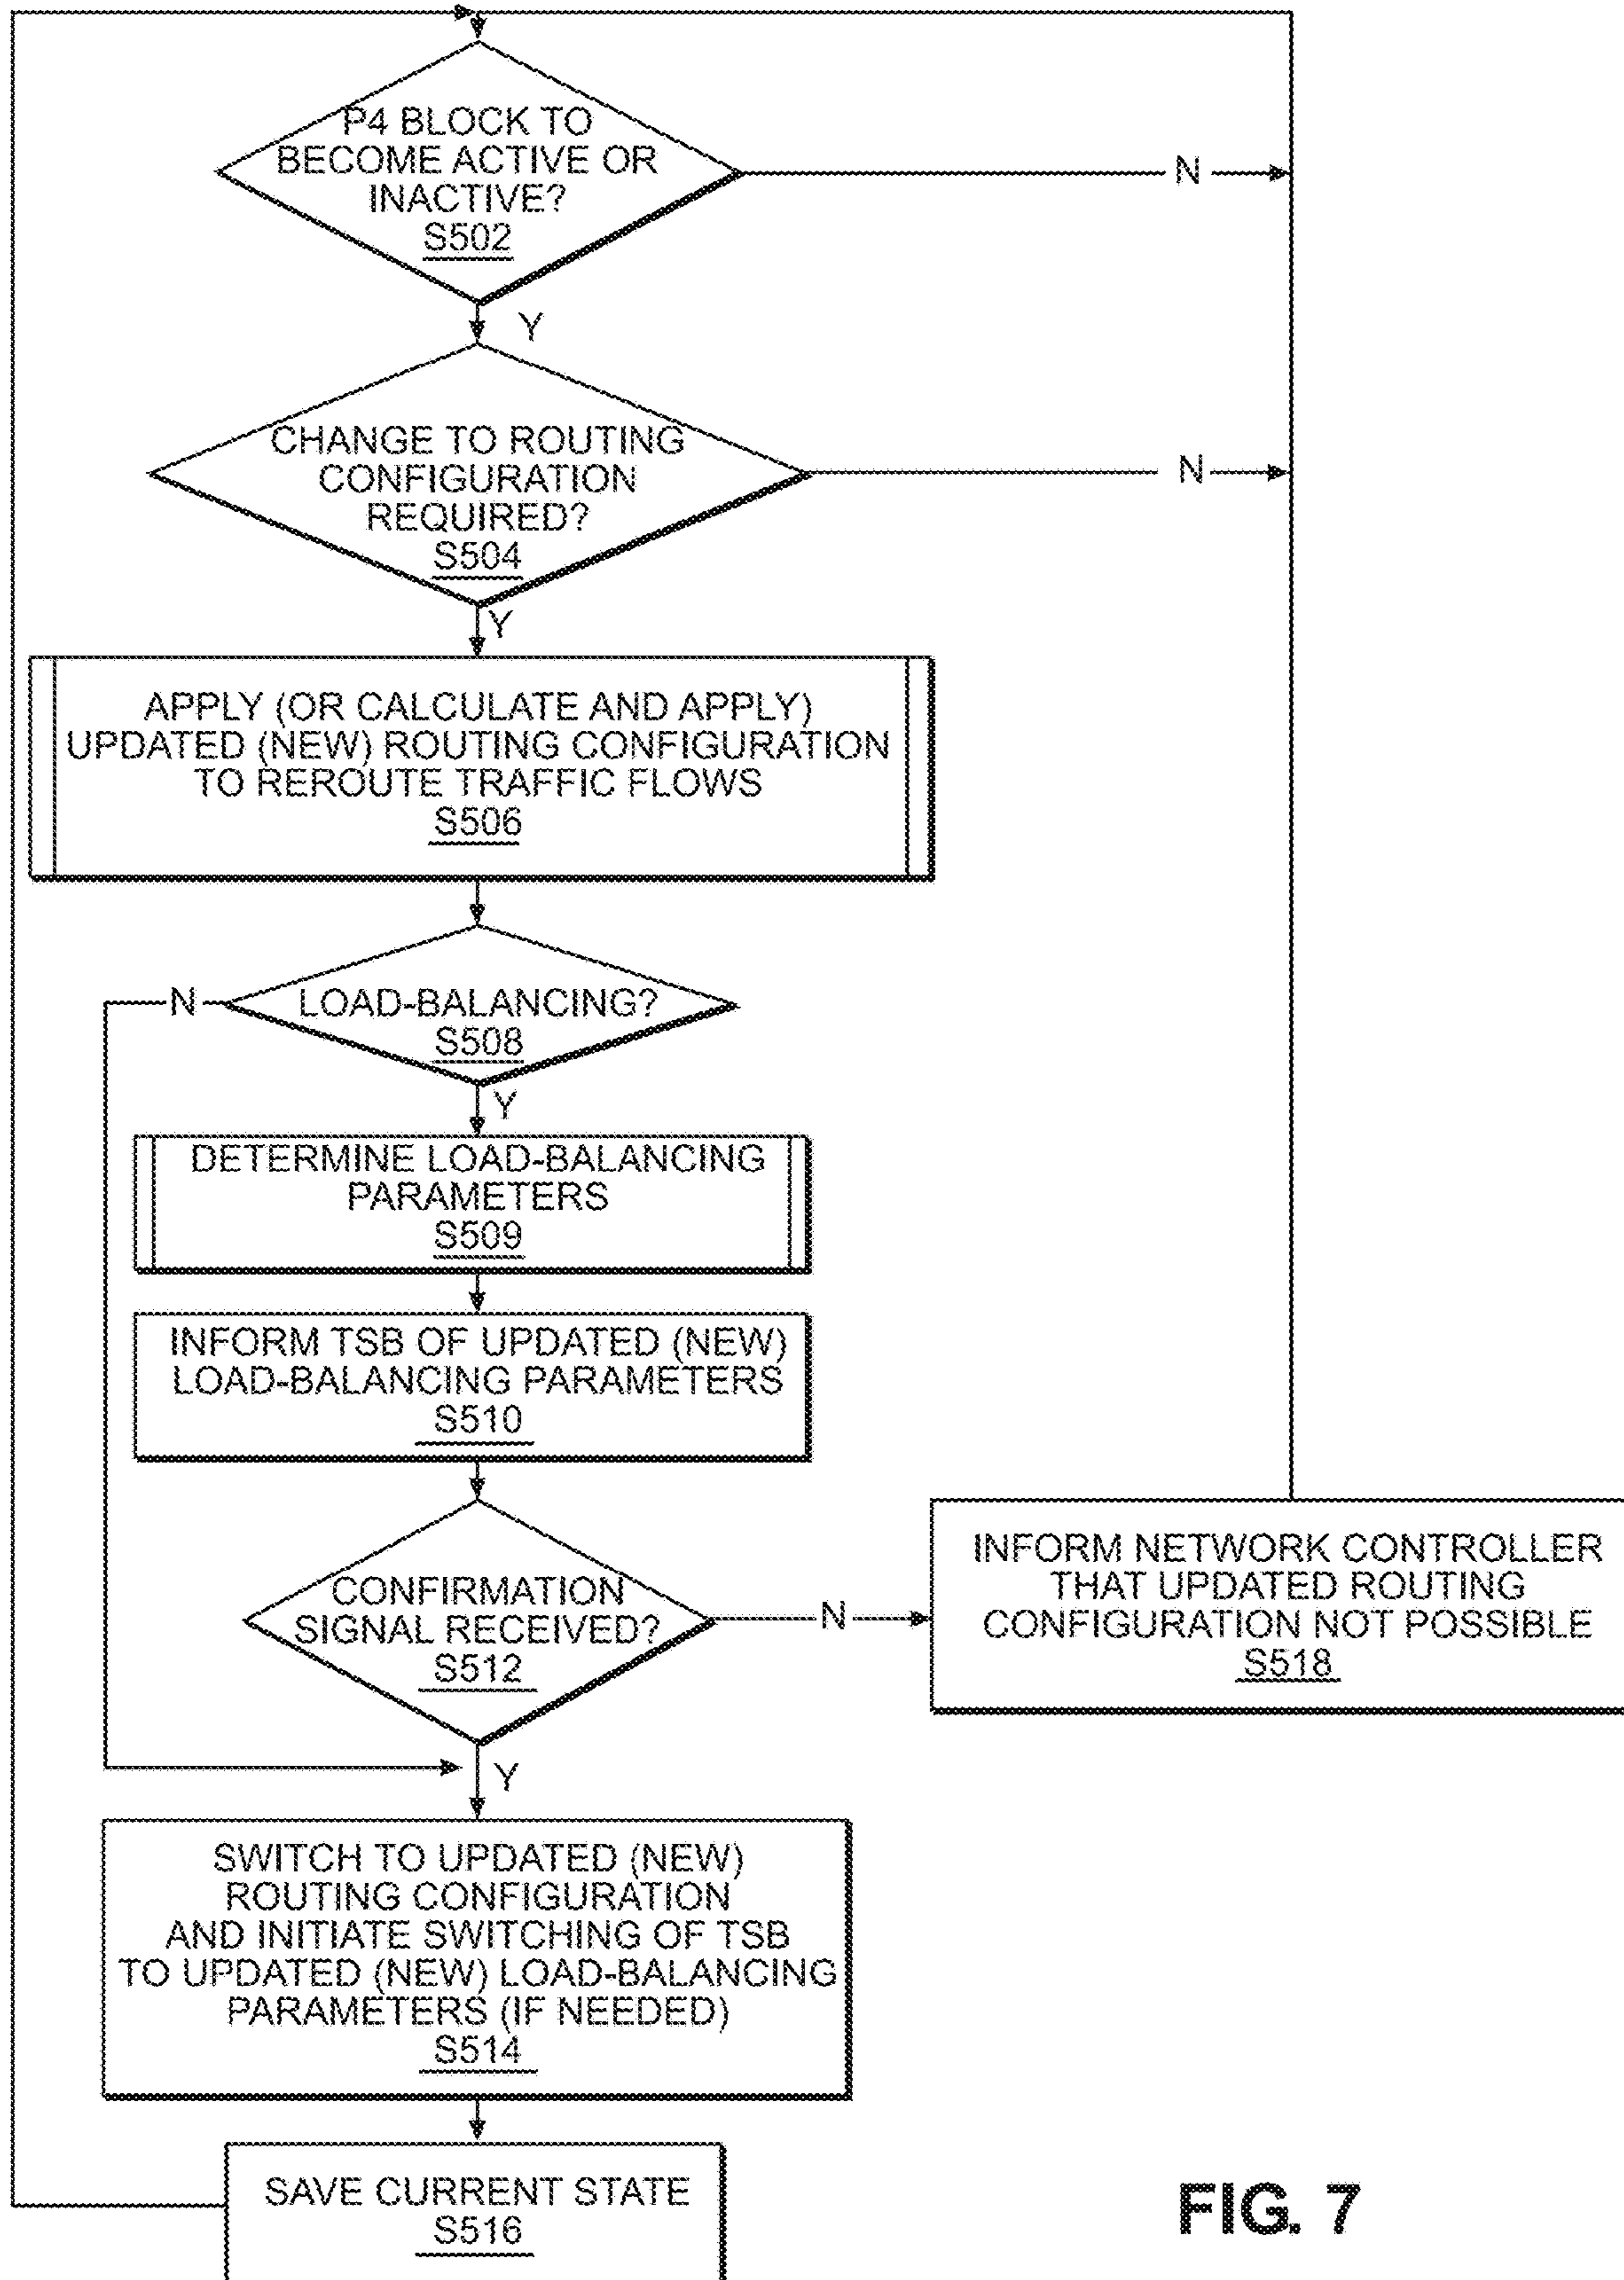 P4 BLOCK TO
BECOME ACTIVE OR
INACTIVE?
S502
N
Y
CHANGE TO ROUTING
CONFIGURATION
REQUIRED?
S504
N
Y
APPLY (OR CALCULATE AND APPLY)
UPDATED (NEW) ROUTING CONFIGURATION
TO REROUTE TRAFFIC FLOWS
S506
N
LOAD-BALANCING?
S508
Y
DETERMINE LOAD-BALANCING
PARAMETERS
S509
INFORM TSB OF UPDATED (NEW)
LOAD-BALANCING PARAMETERS
S510
CONFIRMATION
SIGNAL RECEIVED?
S512
N
INFORM NETWORK CONTROLLER
THAT UPDATED ROUTING
CONFIGURATION NOT POSSIBLE
S518
Y
SWITCH TO UPDATED (NEW)
ROUTING CONFIGURATION
AND INITIATE SWITCHING OF TSB
TO UPDATED (NEW) LOAD-BALANCING
PARAMETERS (IF NEEDED)
S514
SAVE CURRENT STATE
S516
FIG. 7